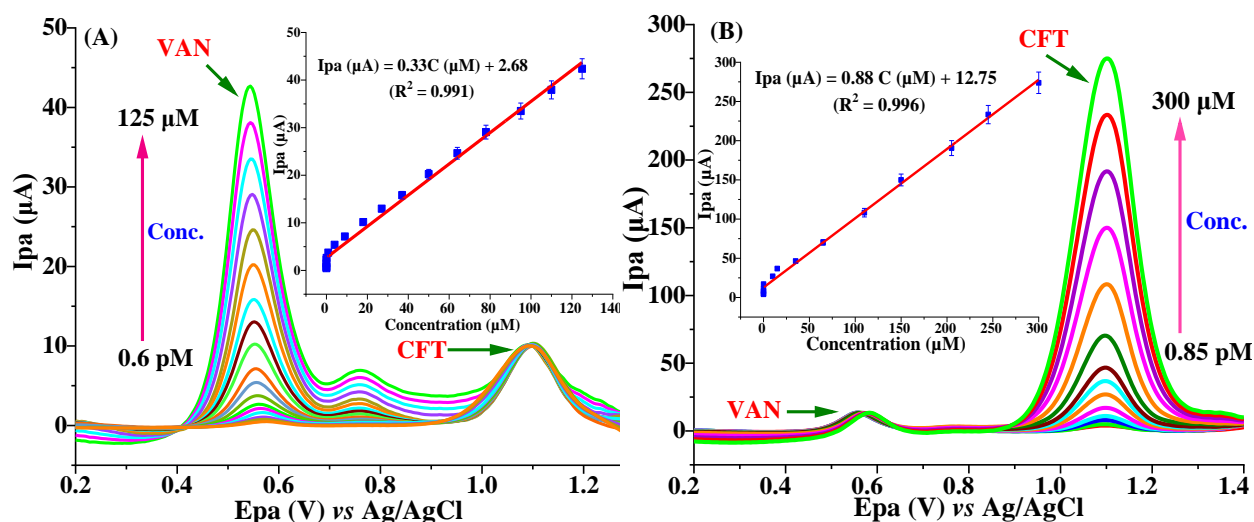 (A)
VAN
125 µM
Conc.
0.6 pM
CFT
Ipa (µA)
50
40
30
20
10
0
0.2 0.4 0.6 0.8 1.0 1.2
Epa (V) vs Ag/AgCl
Ipa (µA) = 0.33C (µM) + 2.68
(R² = 0.991)
Ipa (µA)
50
40
30
20
10
0
0 20 40 60 80 100 120
Concentration (µM)
(B)
CFT
300 µM
Conc.
0.85 pM
VAN
Ipa (µA)
300
250
200
150
100
50
0
0.2 0.4 0.6 0.8 1.0 1.2 1.4
Epa (V) vs Ag/AgCl
Ipa (µA) = 0.88 C (µM) + 12.75
(R² = 0.996)
Ipa (µA)
300
250
200
150
100
50
0
0 50 100 150 200 250 300
Concentration (µM)